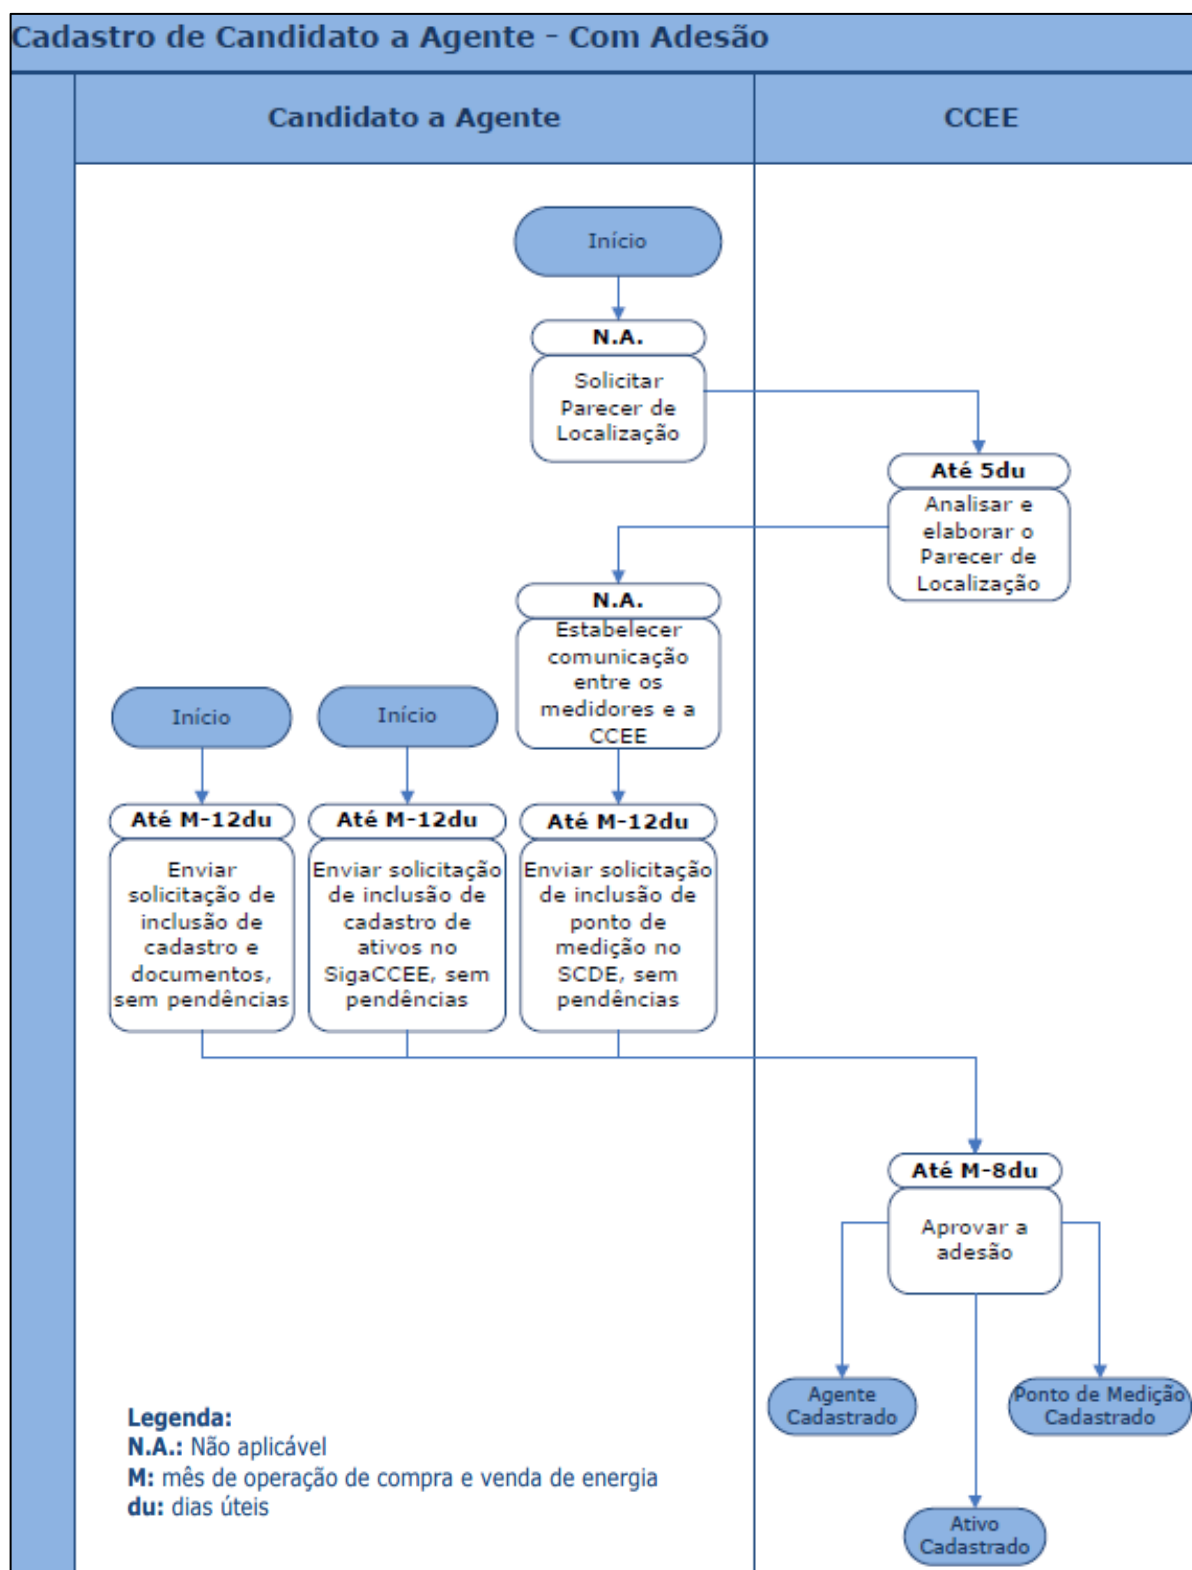 Cadastro de Candidato a Agente - Com Adesão
Candidato a Agente
CCEE
Início
N.A.
Solicitar
Parecer de
Localização
Até 5du
Analisar e
elaborar o
Parecer de
Localização
N.A.
Estabelecer
comunicação
entre os
medidores e a
CCEE
Início
Início
Até M-12du
Enviar
solicitação de
inclusão de
cadastro e
documentos,
sem pendências
Até M-12du
Enviar solicitação
de inclusão de
cadastro de
ativos no
SigaCCEE, sem
pendências
Até M-12du
Enviar solicitação
de inclusão de
ponto de
medição no
SCDE, sem
pendências
Até M-8du
Aprovar a
adesão
Agente
Cadastrado
Ponto de Medição
Cadastrado
Ativo
Cadastrado
Legenda:
N.A.: Não aplicável
M: mês de operação de compra e venda de energia
du: dias úteis